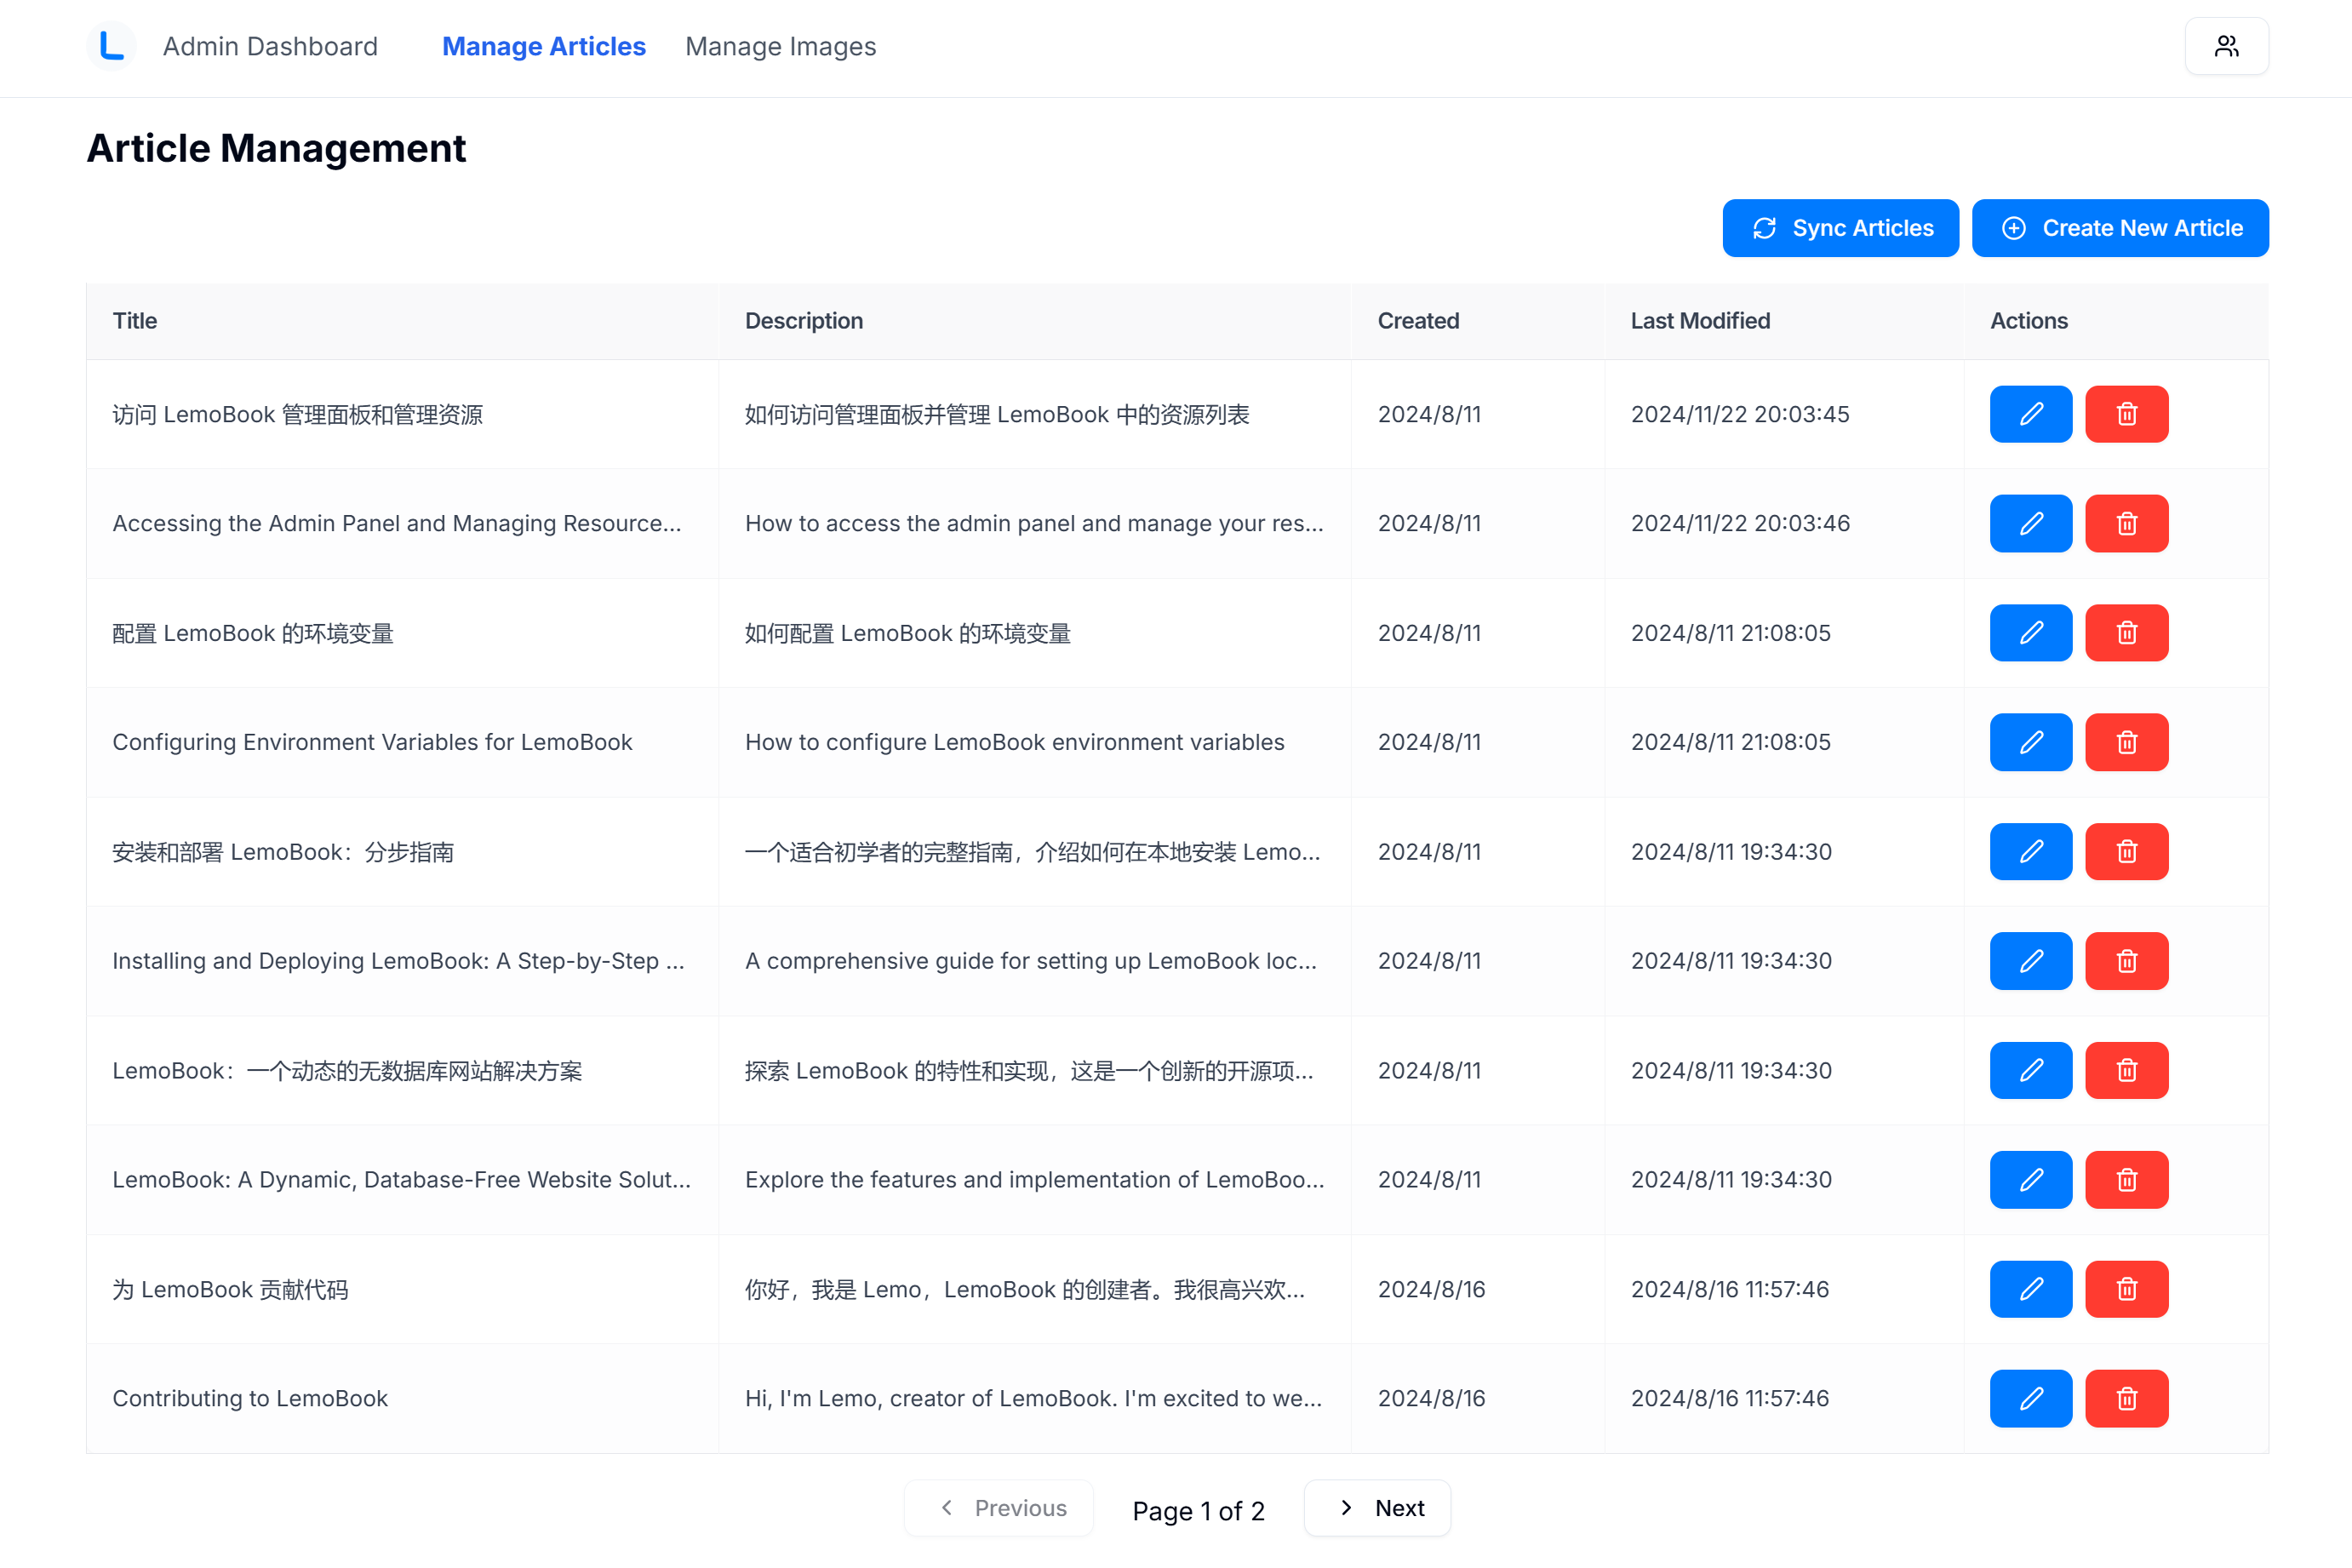 Admin Dashboard Manage Articles Manage Images
Article Management
Sync Articles Create New Article
Title Description Created Last Modified Actions
访问 LemoBook 管理面板和管理资源 如何访问管理面板并管理 LemoBook 中的资源列表 2024/8/11 2024/11/22 20:03:45
Accessing the Admin Panel and Managing Resource... How to access the admin panel and manage your res... 2024/8/11 2024/11/22 20:03:46
配置 LemoBook 的环境变量 如何配置 LemoBook 的环境变量 2024/8/11 2024/8/11 21:08:05
Configuring Environment Variables for LemoBook How to configure LemoBook environment variables 2024/8/11 2024/8/11 21:08:05
安装和部署 LemoBook：分步指南 一个适合初学者的完整指南，介绍如何在本地安装 Lemo... 2024/8/11 2024/8/11 19:34:30
Installing and Deploying LemoBook: A Step-by-Step ... A comprehensive guide for setting up LemoBook loc... 2024/8/11 2024/8/11 19:34:30
LemoBook：一个动态的无数据库网站解决方案 探索 LemoBook 的特性和实现，这是一个创新的开源项... 2024/8/11 2024/8/11 19:34:30
LemoBook: A Dynamic, Database-Free Website Solut... Explore the features and implementation of LemoBoo... 2024/8/11 2024/8/11 19:34:30
为 LemoBook 贡献代码 你好，我是 Lemo，LemoBook 的创建者。我很高兴欢... 2024/8/16 2024/8/16 11:57:46
Contributing to LemoBook Hi, I'm Lemo, creator of LemoBook. I'm excited to we... 2024/8/16 2024/8/16 11:57:46
Previous Page 1 of 2 Next